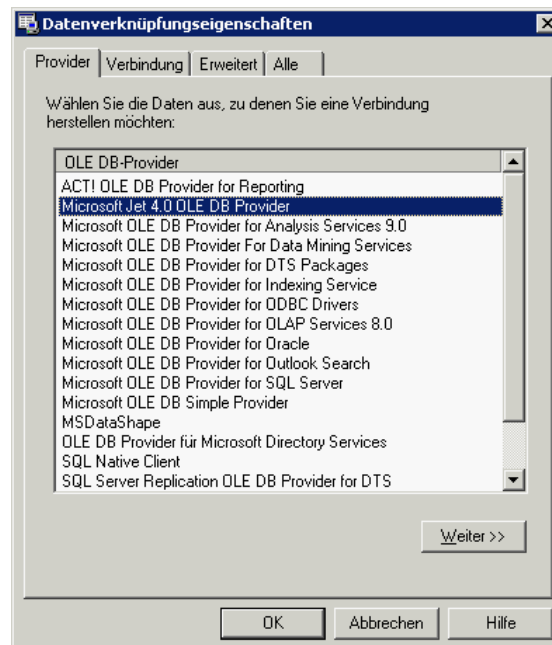 Datenverknüpfungseigenschaften
Provider Verbindung Erweitert Alle
Wählen Sie die Daten aus, zu denen Sie eine Verbindung
herstellen möchten:
OLE DB-Provider
ACT! OLE DB Provider for Reporting
Microsoft Jet 4.0 OLE DB Provider
Microsoft OLE DB Provider for Analysis Services 9.0
Microsoft OLE DB Provider For Data Mining Services
Microsoft OLE DB Provider for DTS Packages
Microsoft OLE DB Provider for Indexing Service
Microsoft OLE DB Provider for ODBC Drivers
Microsoft OLE DB Provider for OLAP Services 8.0
Microsoft OLE DB Provider for Oracle
Microsoft OLE DB Provider for Outlook Search
Microsoft OLE DB Provider for SQL Server
Microsoft OLE DB Simple Provider
MSDataShape
OLE DB Provider für Microsoft Directory Services
SQL Native Client
SQL Server Replication OLE DB Provider for DTS
Weiter >>
OK Abbrechen Hilfe